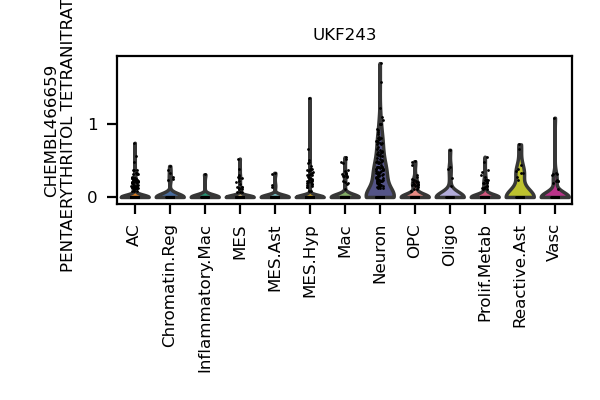 UKF243
CHEMBL466659
PENTAERYTHRITOL TETRANITRAT
1
0
AC
Chromatin.Reg
Inflammatory.Mac
MES
MES.Ast
MES.Hyp
Mac
Neuron
OPC
Oligo
Prolif.Metab
Reactive.Ast
Vasc